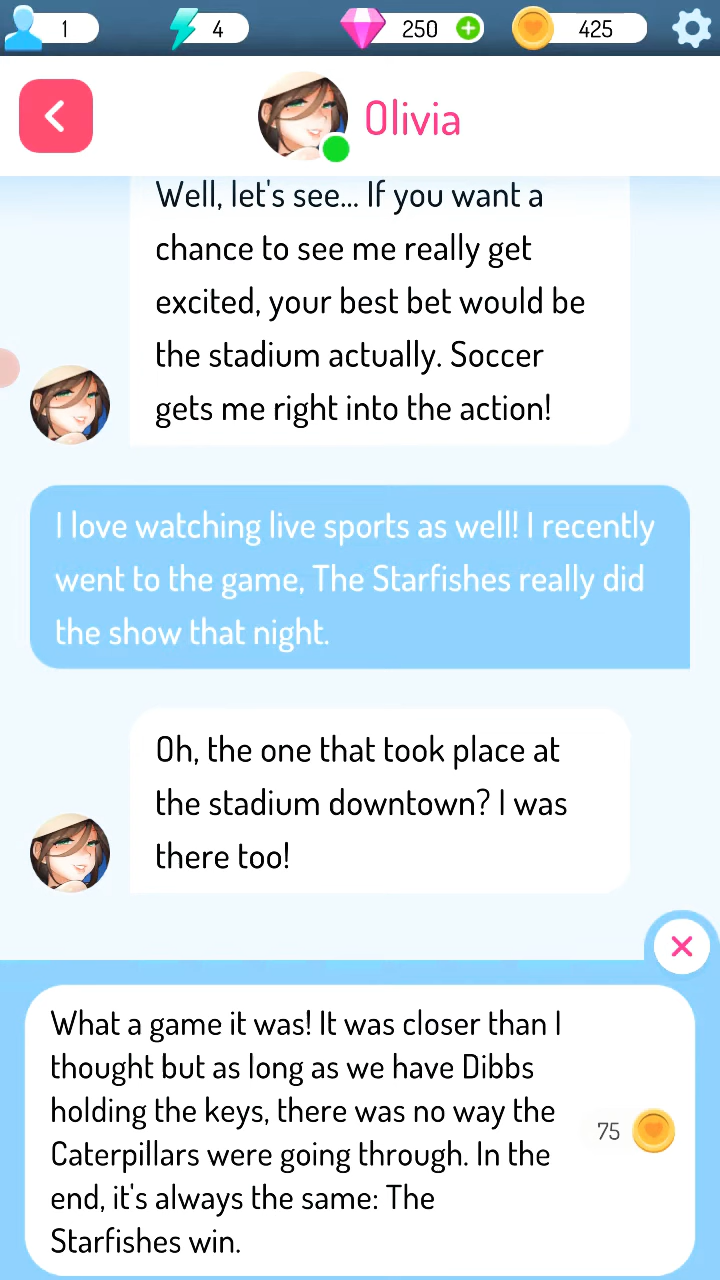 1
4
250
425
Olivia
Well, let's see... If you want a
chance to see me really get
excited, your best bet would be
the stadium actually. Soccer
gets me right into the action!
I love watching live sports as well! I recently
went to the game, The Starfishes really did
the show that night.
Oh, the one that took place at
the stadium downtown? I was
there too!
What a game it was! It was closer than I
thought but as long as we have Dibbs
holding the keys, there was no way the
Caterpillars were going through. In the
end, it's always the same: The
Starfishes win.
75